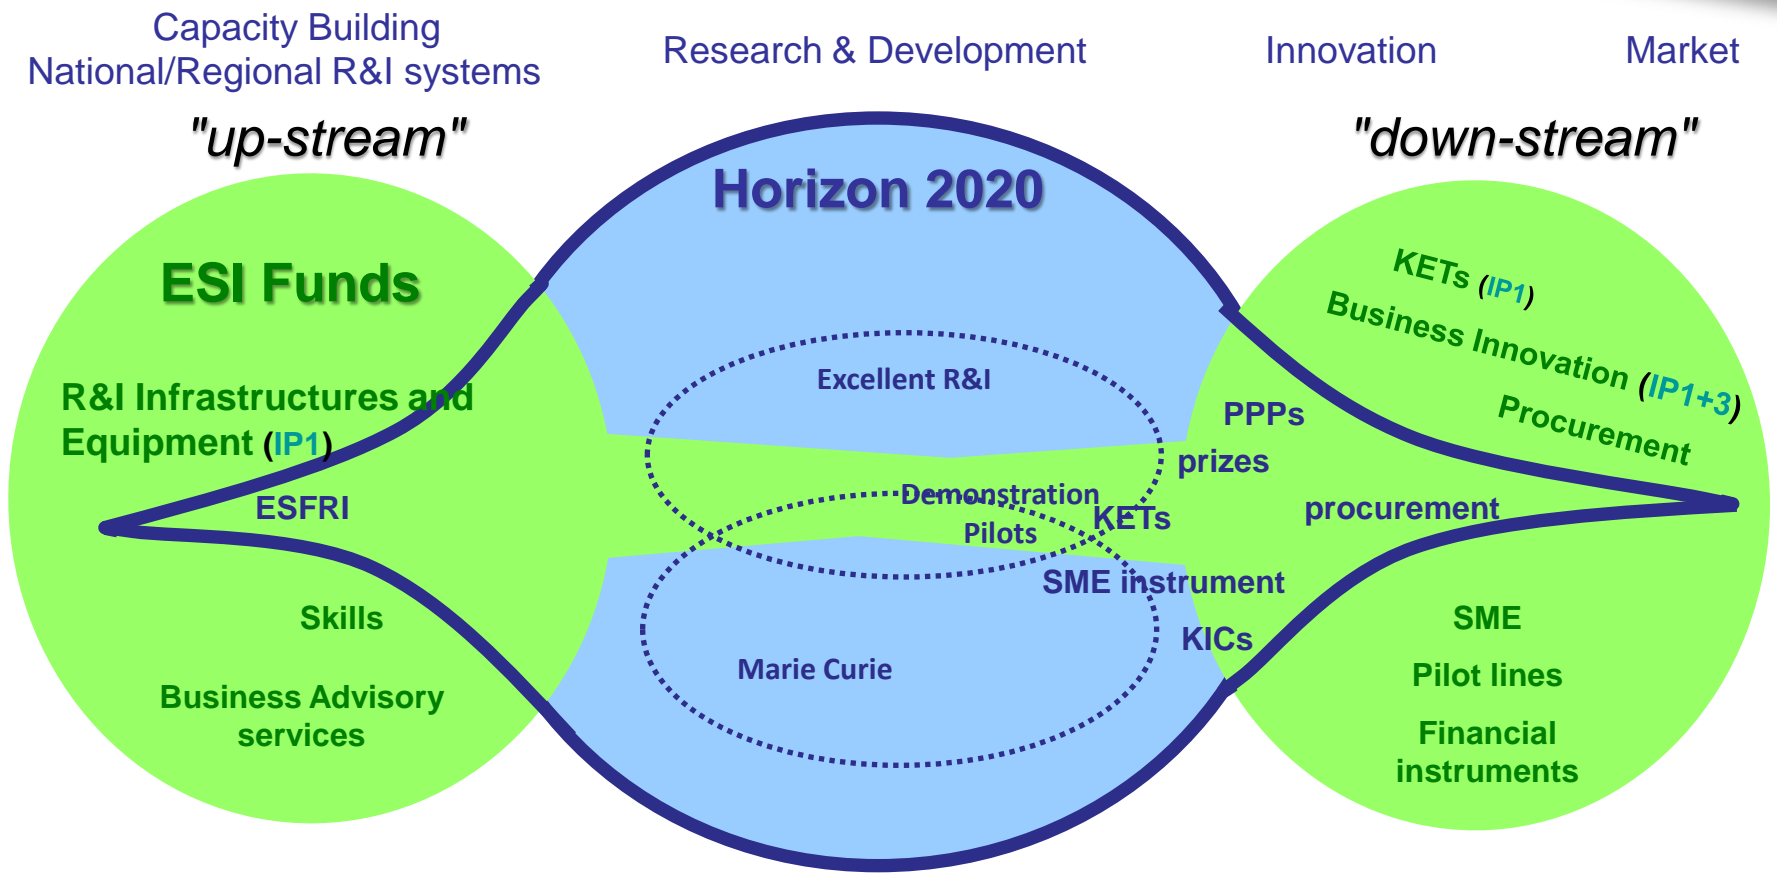 Capacity Building
National/Regional R&I systems
Research & Development
Innovation
Market
"up-stream"
"down-stream"
Horizon 2020
ESI Funds
R&I Infrastructures and
Equipment (IP1)
ESFRI
Skills
Business Advisory
services
Excellent R&I
Demonstration
Pilots
Marie Curie
PPPs
prizes
KETs
SME instrument
KICs
procurement
KETs (IP1)
Business Innovation (IP1+3)
Procurement
SME
Pilot lines
Financial
instruments